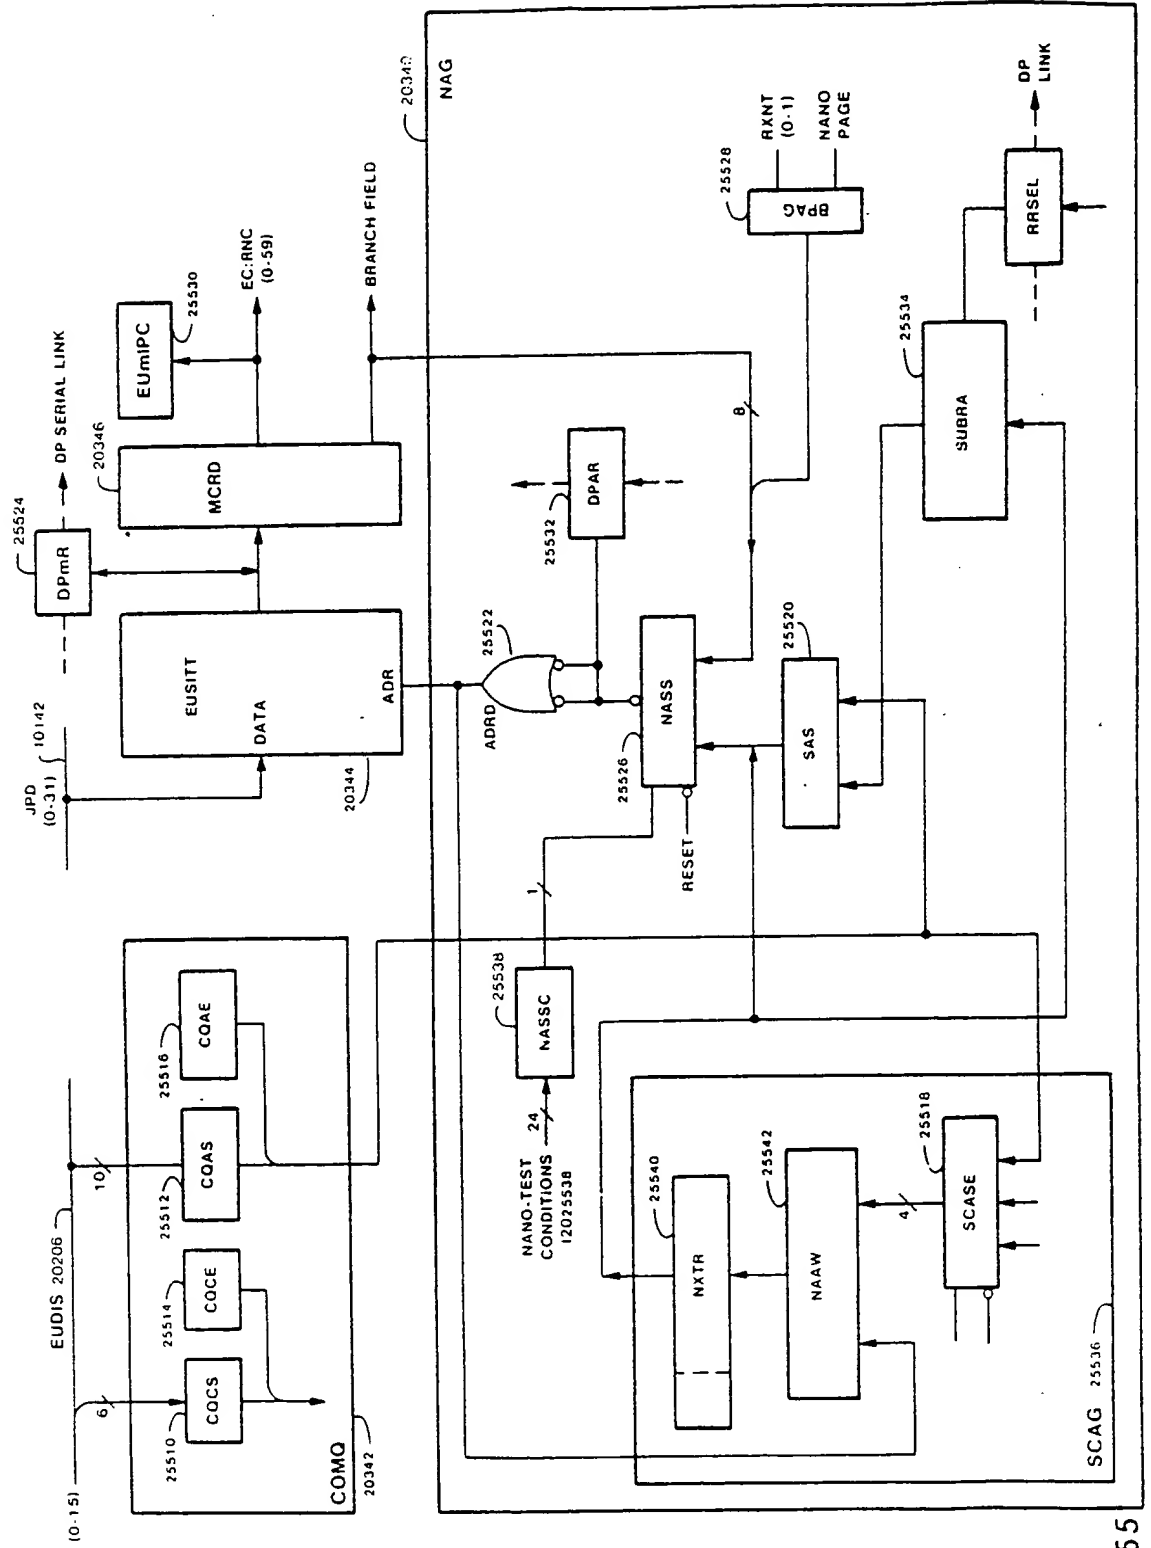 (0-15)
EUDIS 20206
10
6
COMQ
20342
CQCS
25510
CQCE
25514
CQAS
25512
CQAE
25516
JPD
(0-31)
10142
EUSITT
DATA
ADR
20344
DPmR
25524
DP SERIAL LINK
MCRD
20346
EUmIPC
25530
EC:RNC
(0-59)
BRANCH FIELD
NAG
ADRD
25522
DPAR
25532
8
BPAG
25528
RXNT
(0-1)
NANO
PAGE
NASS
25526
RESET
NASSC
25538
1
24
NANO-TEST
CONDITIONS
12025538
SAS
25520
SUBRA
25534
RRSEL
DP
LINK
SCAG 25536
NXTR
25540
NAAW
25542
4
SCASE
25518